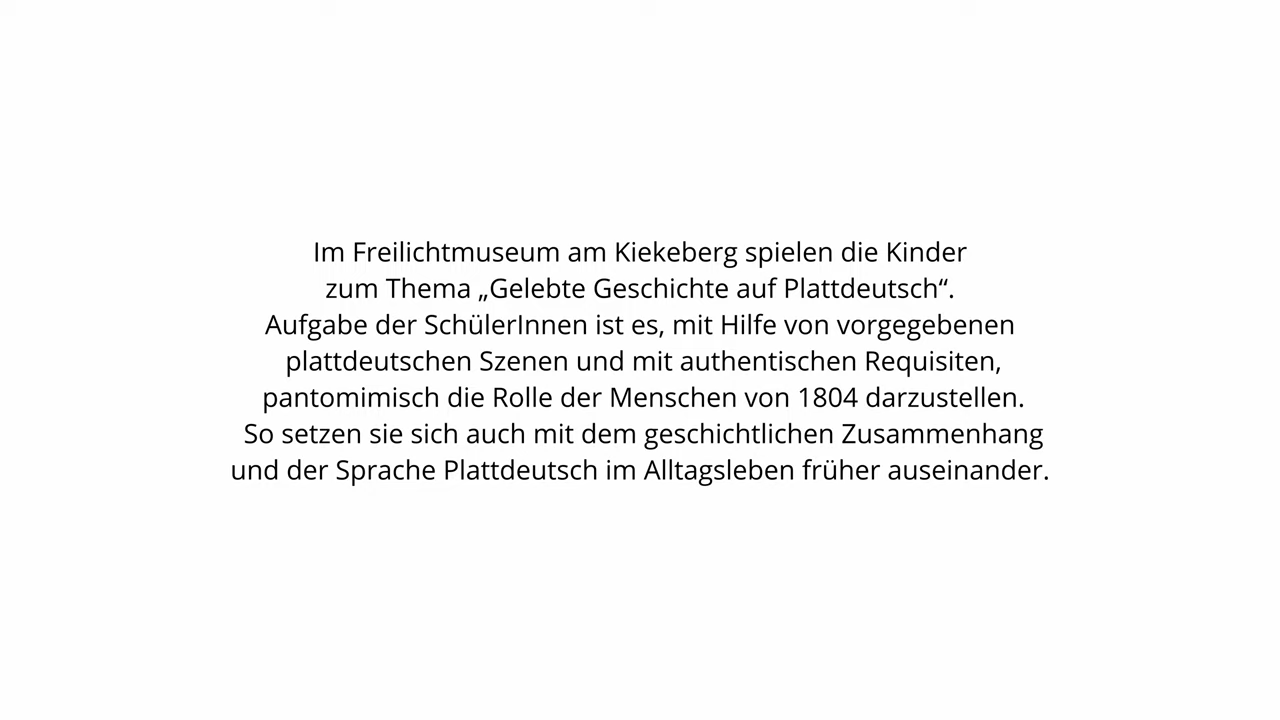 Im Freilichtmuseum am Kiekeberg spielen die Kinder
zum Thema „Gelebte Geschichte auf Plattdeutsch“.
Aufgabe der SchülerInnen ist es, mit Hilfe von vorgegebenen
plattdeutschen Szenen und mit authentischen Requisiten,
pantomimisch die Rolle der Menschen von 1804 darzustellen.
So setzen sie sich auch mit dem geschichtlichen Zusammenhang
und der Sprache Plattdeutsch im Alltagsleben früher auseinander.